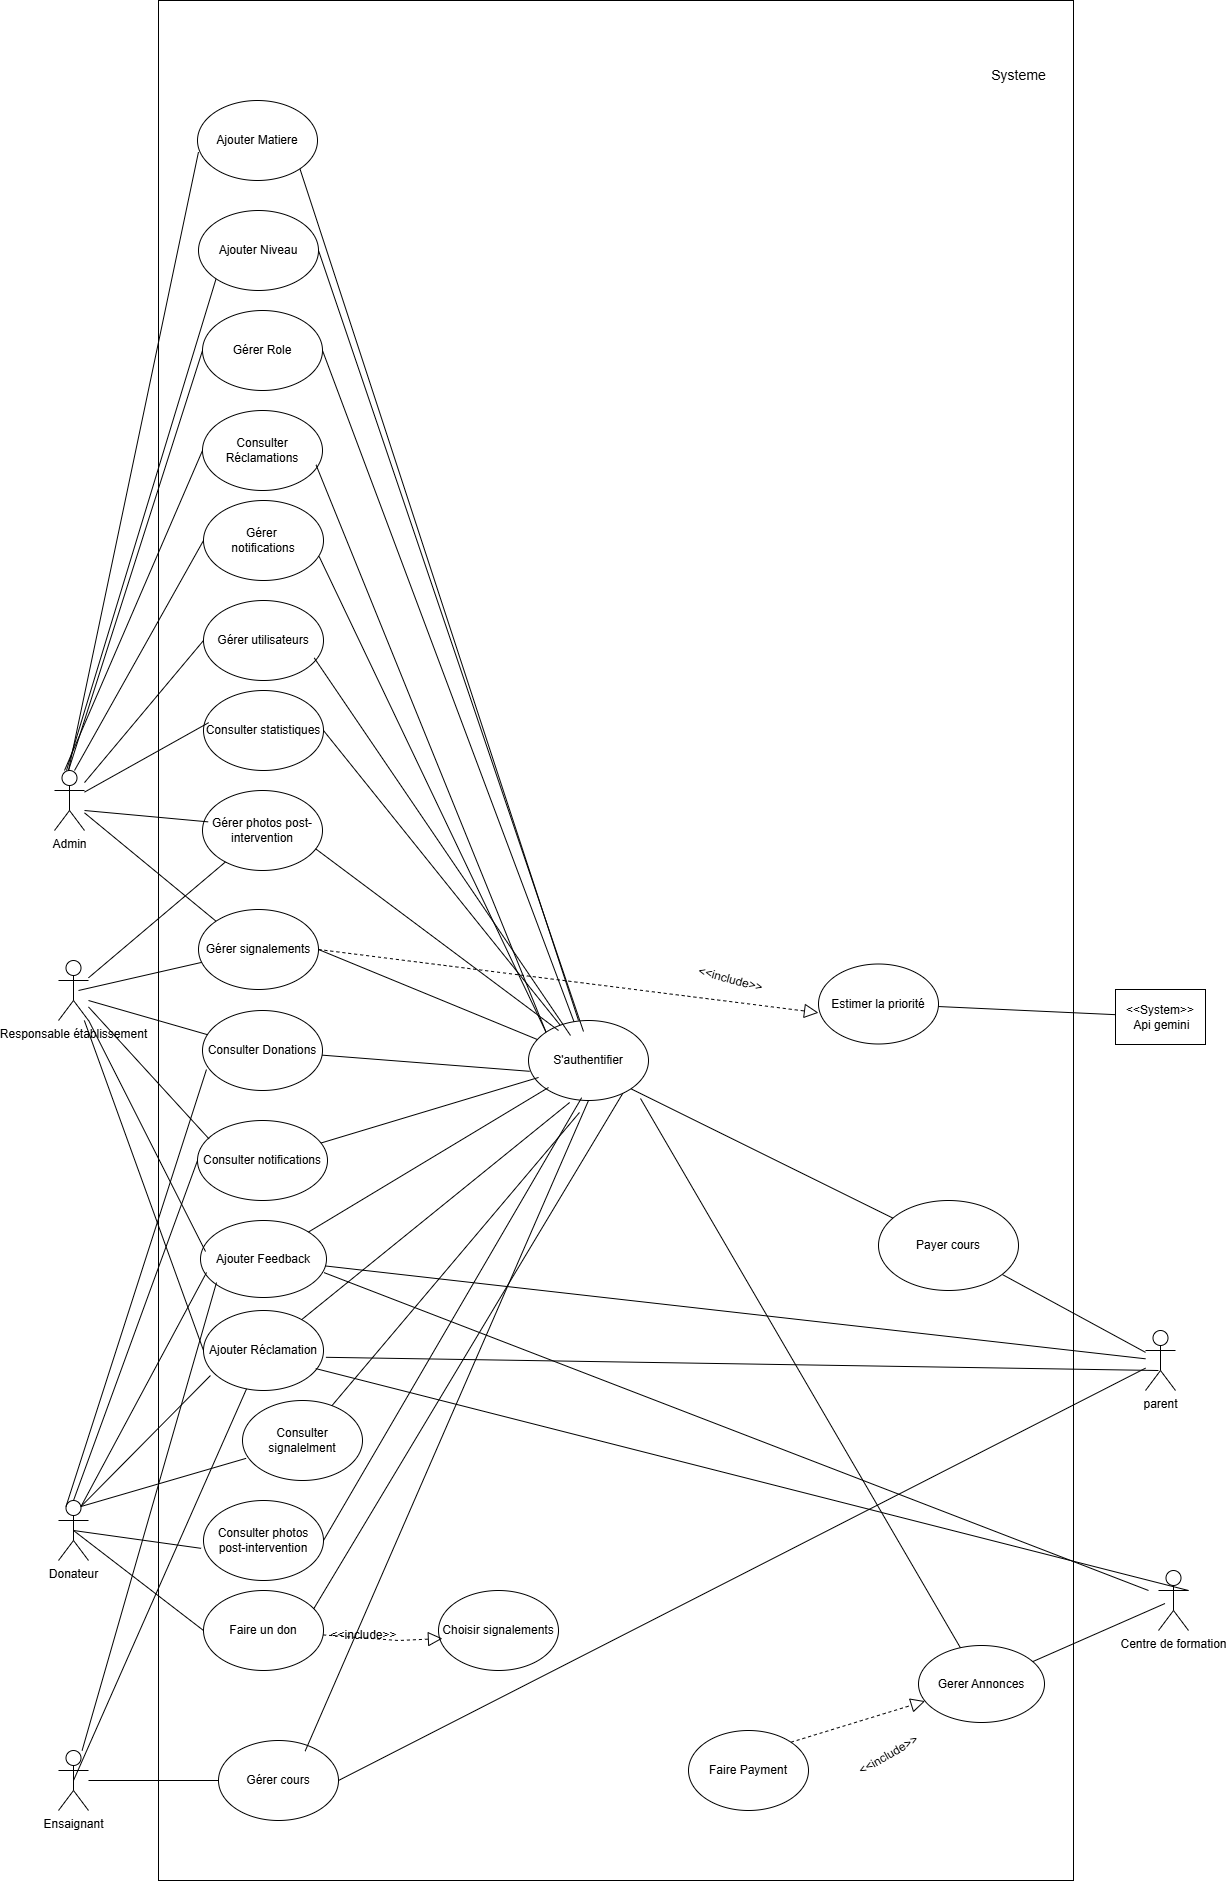 Systeme
Ajouter Matiere
Ajouter Niveau
Gérer Role
Consulter
Réclamations
Gérer
notifications
Gérer utilisateurs
Consulter statistiques
Admin
Gérer photos post-
intervention
Gérer signalements
<<include>>
Estimer la priorité
<<System>>
Api gemini
Responsable établissement
Consulter Donations
S'authentifier
Consulter notifications
Ajouter Feedback
Payer cours
Ajouter Réclamation
parent
Consulter
signalelment
Consulter photos
post-intervention
Donateur
Faire un don
<<include>>
Choisir signalements
Centre de formation
Gerer Annonces
<<include>>
Faire Payment
Gérer cours
Ensaignant